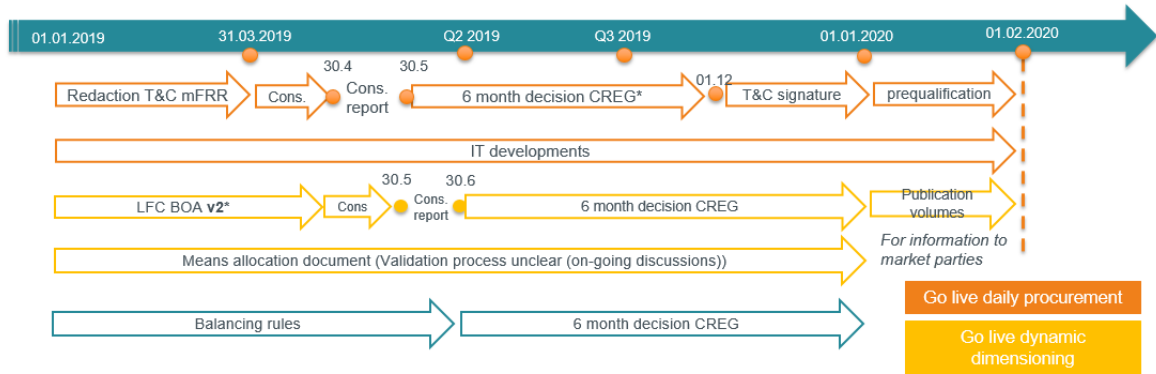 01.01.2019
31.03.2019
Q2 2019
Q3 2019
01.01.2020
01.02.2020
30.4
30.5
01.12
Redaction T&C mFRR
Cons.
Cons.
report
6 month decision CREG*
T&C signature
prequalification
IT developments
30.5
30.6
LFC BOA v2*
Cons
Cons.
report
6 month decision CREG
Publication
volumes
For information to
market parties
Means allocation document (Validation process unclear (on-going discussions))
Balancing rules
6 month decision CREG
Go live daily procurement
Go live dynamic
dimensioning